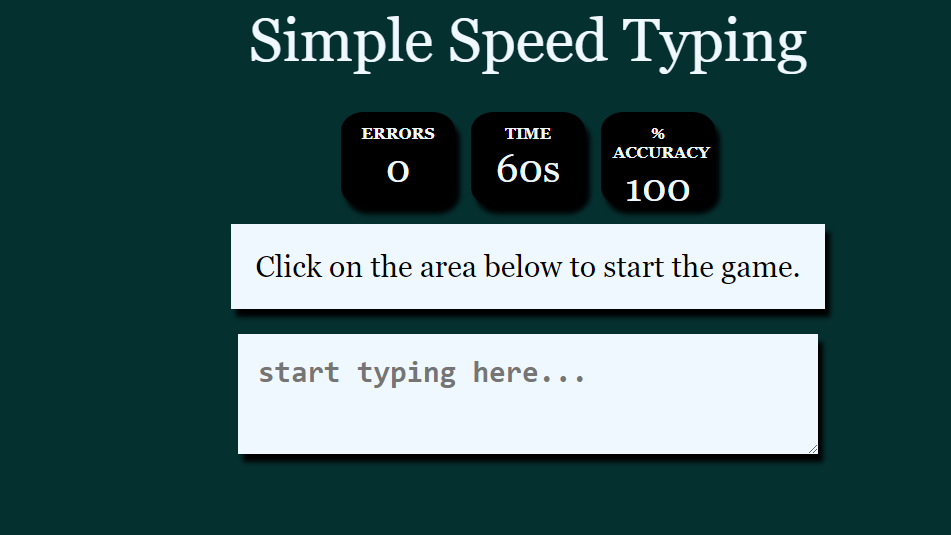 Simple Speed Typing
ERRORS
0
TIME
60s
%
ACCURACY
100
Click on the area below to start the game.
start typing here...